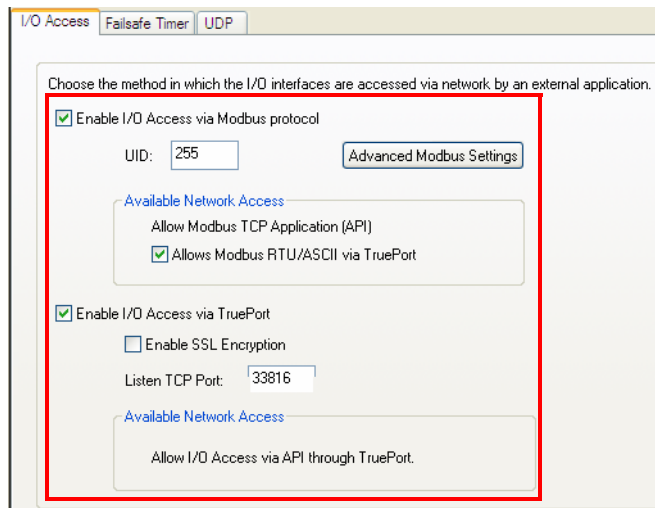 I/O Access Failsafe Timer UDP
Choose the method in which the I/O interfaces are accessed via network by an external application.
Enable I/O Access via Modbus protocol
UID: 255 Advanced Modbus Settings
Available Network Access
Allow Modbus TCP Application (API)
Allows Modbus RTU/ASCII via TruePort
Enable I/O Access via TruePort
Enable SSL Encryption
Listen TCP Port: 33816
Available Network Access
Allow I/O Access via API through TruePort.